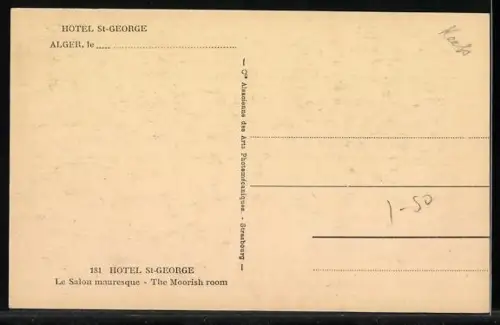 HOTEL St-GEORGE
ALGER, le
— Cie Alsacienne des Arts Photomécaniques. - Strasbourg —
1-50
181 HOTEL St-GEORGE
Le Salon mauresque - The Moorish room